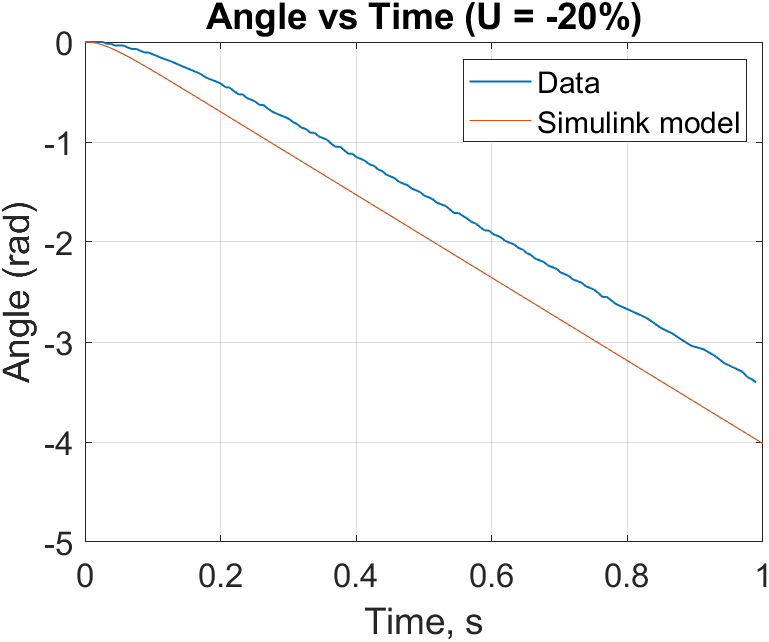 Angle vs Time (U = -20%)
Data
Simulink model
0
-1
-2
-3
-4
-5
Angle (rad)
0
0.2
0.4
0.6
0.8
1
Time, s